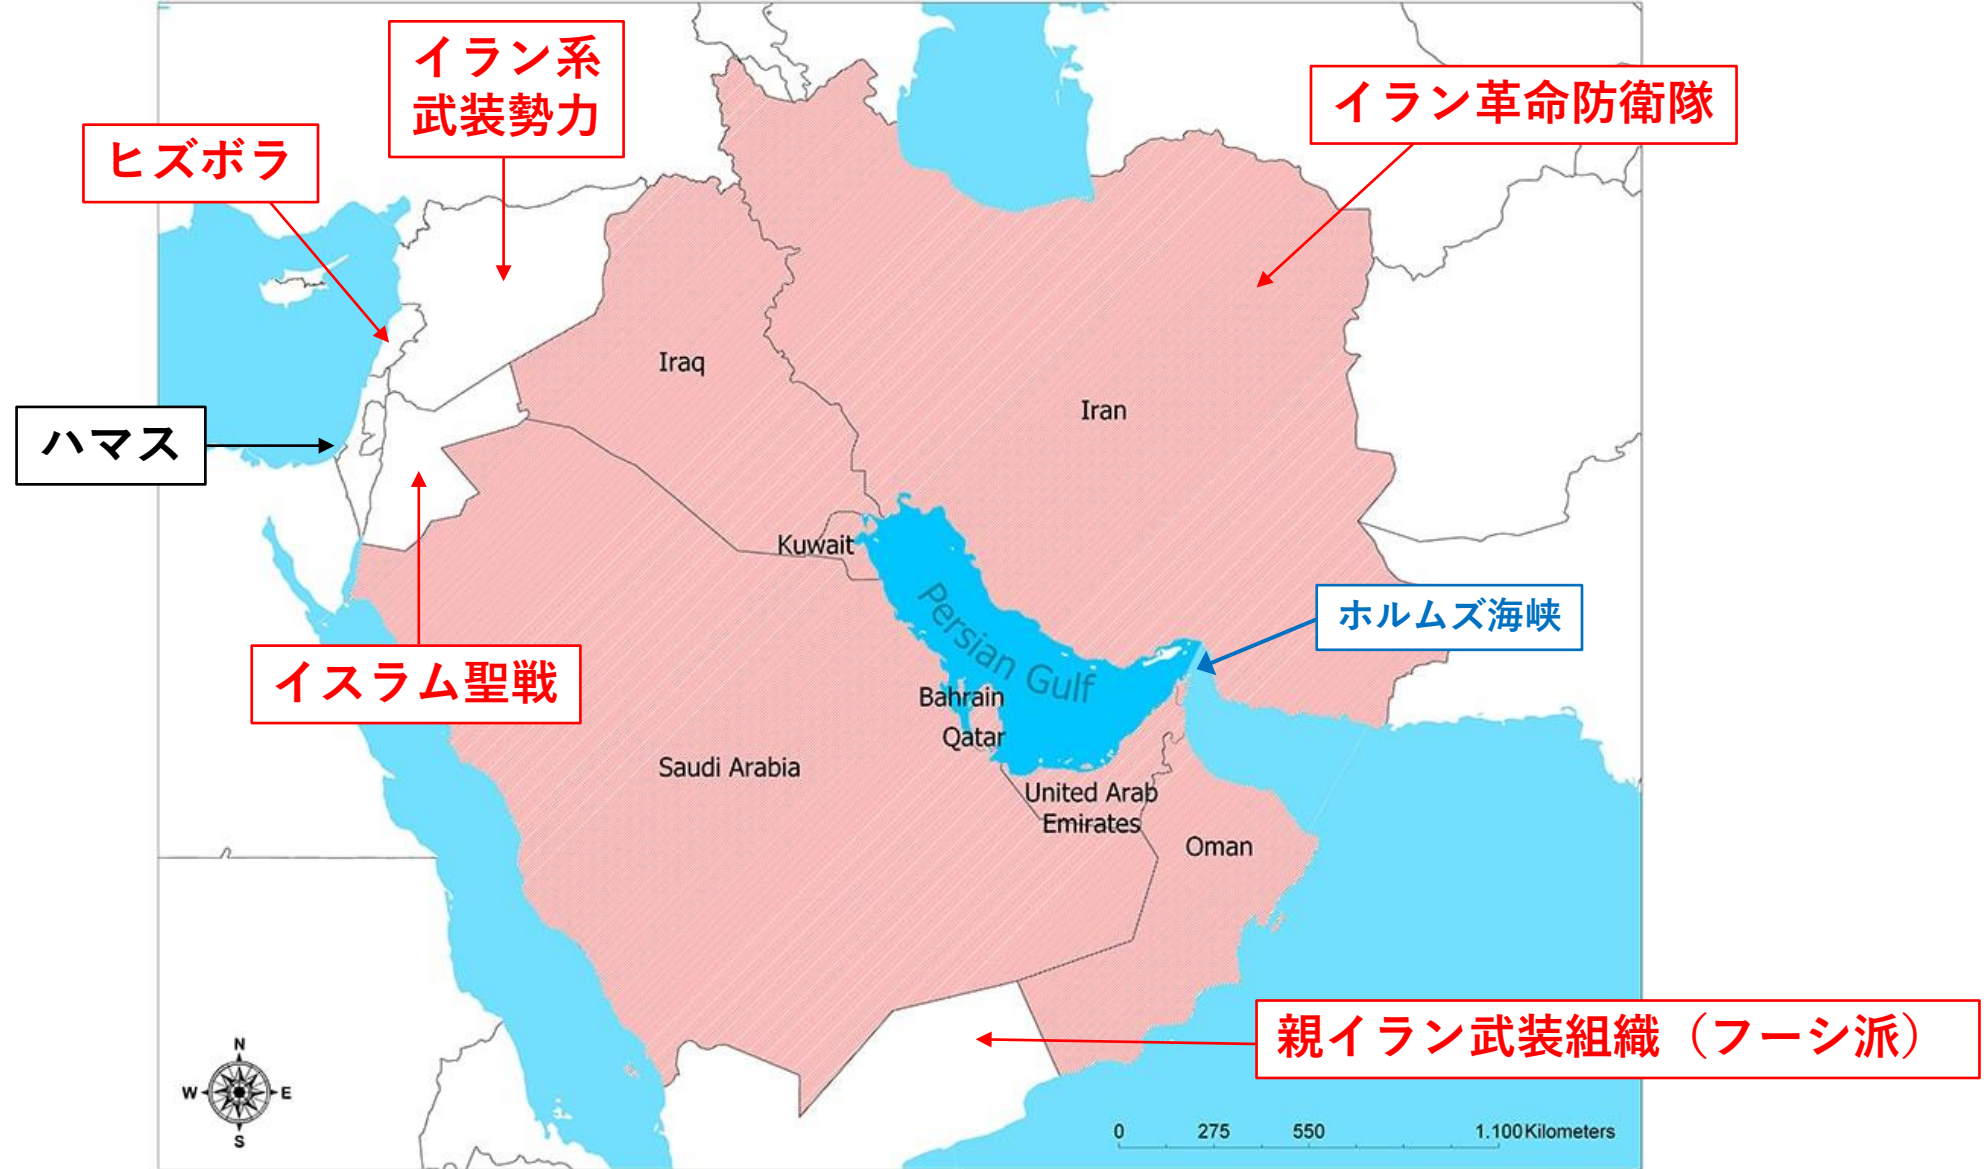 イラン系
武装勢力
イラン革命防衛隊
ヒズボラ
Iraq
Iran
ハマス
Kuwait
Persian Gulf
ホルムズ海峡
イスラム聖戦
Bahrain
Qatar
Saudi Arabia
United Arab
Emirates
Oman
親イラン武装組織（フーシ派）
N
W
E
S
0 275 550 1.100 Kilometers